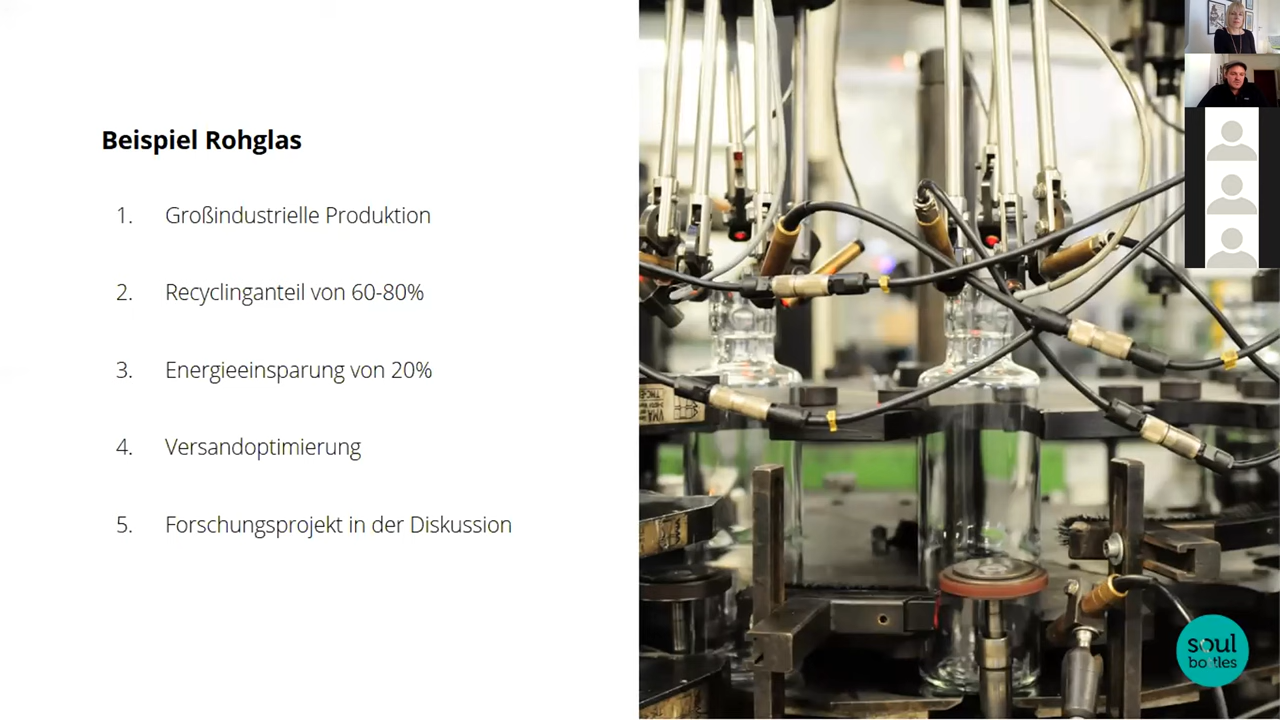 Beispiel Rohglas
1. Großindustrielle Produktion
2. Recyclinganteil von 60-80%
3. Energieeinsparung von 20%
4. Versandoptimierung
5. Forschungsprojekt in der Diskussion
soul
bottles